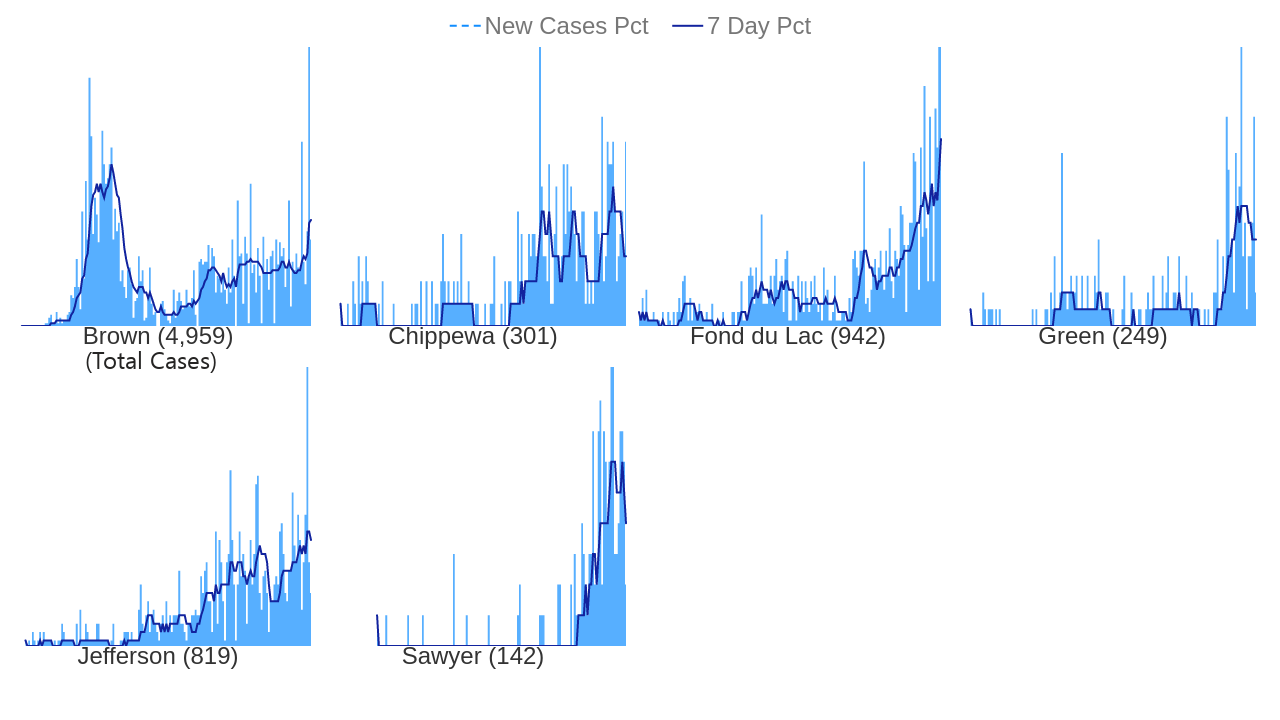 New Cases Pct 7 Day Pct
Brown (4,959)
(Total Cases)
Chippewa (301)
Fond du Lac (942)
Green (249)
Jefferson (819)
Sawyer (142)